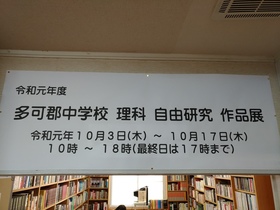 令和元年度
多可郡中学校 理科 自由研究 作品展
令和元年１０月３日(木) ～ １０月１７日(木)
１０時 ～ １８時(最終日は１７時まで)